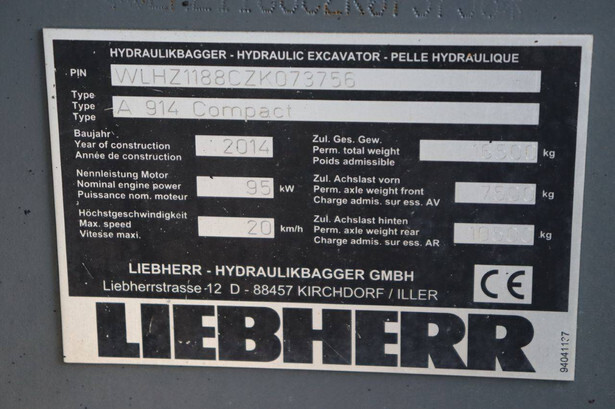 HYDRAULIKBAGGER - HYDRAULIC EXCAVATOR - PELLE HYDRAULIQUE
PIN WLHZ1188CZK073756
Type
Type A 914 Compact
Type
Baujahr
Year of construction 2014
Année de construction
Nennleistung Motor
Nominal engine power 95 kW
Puissance nom. moteur
Höchstgeschwindigkeit
Max. speed 20 km/h
Vitesse maxi.
Zul. Ges. Gew.
Perm. total weight kg
Poids admissible
Zul. Achslast vorn
Perm. axle weight front kg
Charge admis. sur ess. AV
Zul. Achslast hinten
Perm. axle weight rear kg
Charge admis. sur ess. AR
LIEBHERR - HYDRAULIKBAGGER GMBH
Liebherrstrasse 12 D - 88457 KIRCHDORF / ILLER
CE
LIEBHERR
94041127